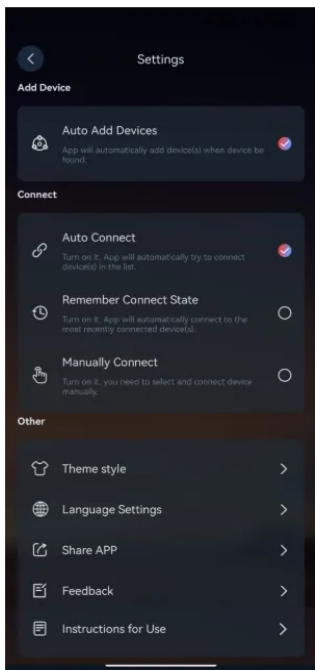 Settings
Add Device
Auto Add Devices
App will automatically add device(s) when device be
found.
Connect
Auto Connect
Turn on it, App will automatically try to connect
device(s) in the list.
Remember Connect State
Turn on it, App will automatically connect to the
most recently connected device(s).
Manually Connect
Turn on it, you need to select and connect device
manually.
Other
Theme style
Language Settings
Share APP
Feedback
Instructions for Use